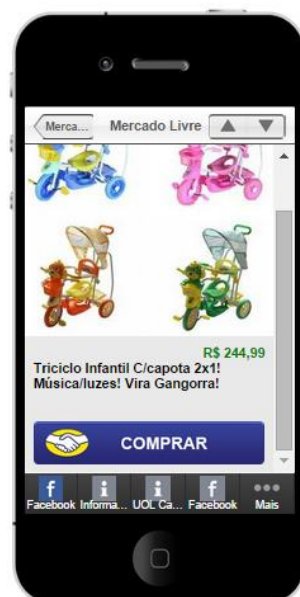 Merca...
Mercado Livre
R$ 244,99
Triciclo Infantil C/capota 2x1!
Música/luzes! Vira Gangorra!
COMPRAR
f
i
i
f
Facebook
Informa...
UOL Ca...
Facebook
Mais